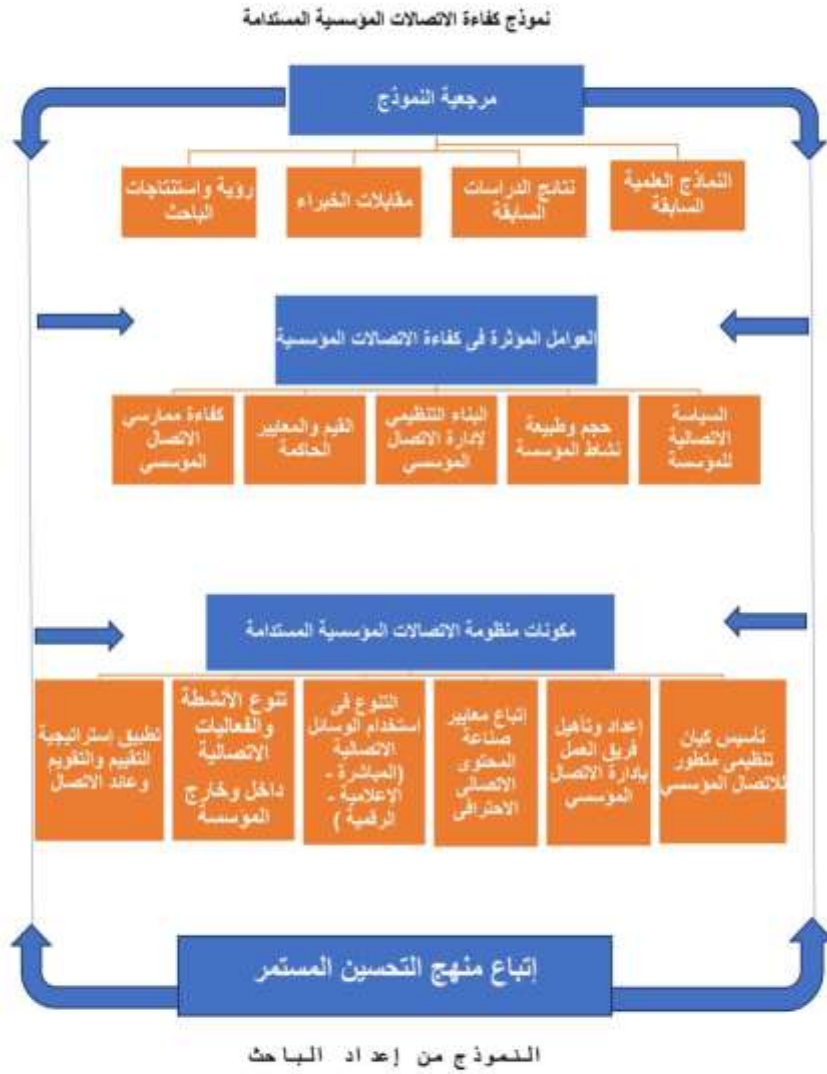 نموذج كفاءة الاتصالات المؤسسية المستدامة
مرجعية النموذج
النماذج العلمية
السابقة
نتائج الدراسات
السابقة
مقابلات الخبراء
رؤية واستنتاجات
الباحث
العوامل المؤثرة فى كفاءة الاتصالات المؤسسية
السياسة
الاتصالية
للمؤسسة
حجم وطبيعة
نشاط المؤسسة
البناء التنظيمي
لإدارة الاتصال
المؤسسي
القيم والمعايير
الحاكمة
كفاءة ممارسي
الاتصال
المؤسسي
مكونات منظومة الاتصالات المؤسسية المستدامة
تأسيس كيان
تنظيمي متطور
للاتصال المؤسسي
إعداد وتأهيل
فريق العمل
بإدارة الاتصال
المؤسسي
إتباع معايير
صناعة
المحتوى
الاتصالى
الاحترافى
التنوع فى
استخدام الوسائل
الاتصالية
(المباشرة -
الإعلامية -
الرقمية )
تنوع الأنشطة
والفعاليات
الاتصالية
داخل وخارج
المؤسسة
تطبيق إستراتيجية
التقييم والتقويم
وعائد الاتصال
إتباع منهج التحسين المستمر
النموذج من إعداد الباحث